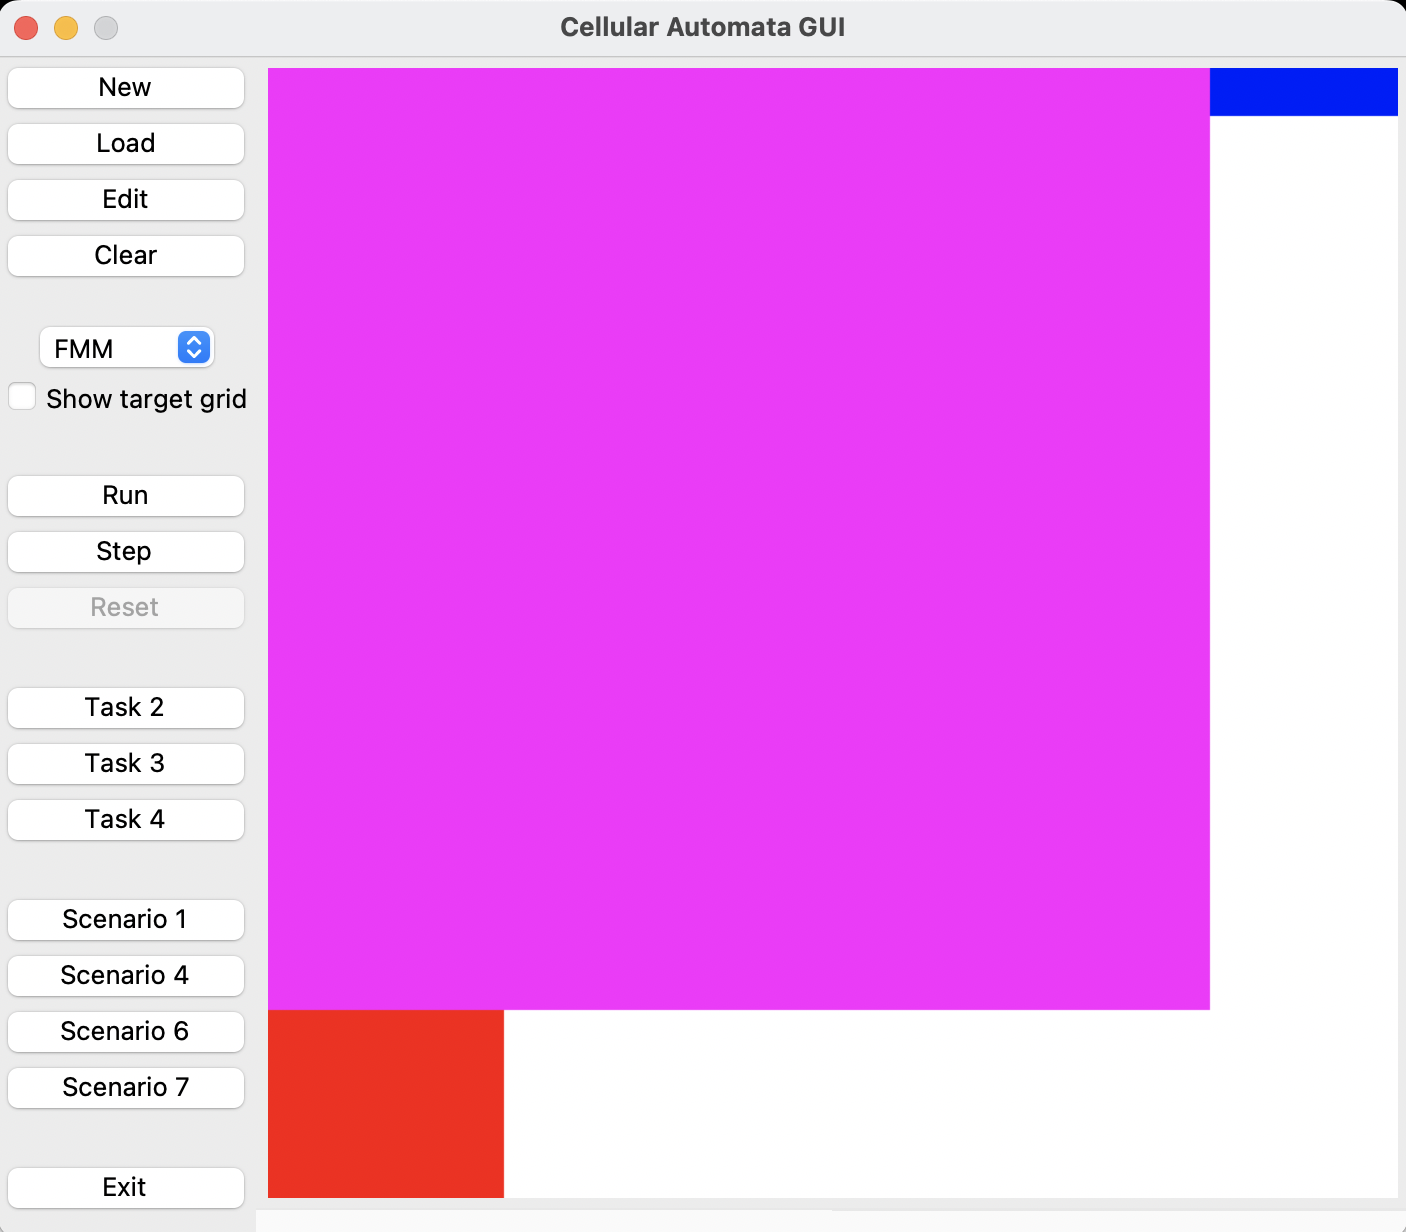 Cellular Automata GUI
New
Load
Edit
Clear
FMM
Show target grid
Run
Step
Reset
Task 2
Task 3
Task 4
Scenario 1
Scenario 4
Scenario 6
Scenario 7
Exit